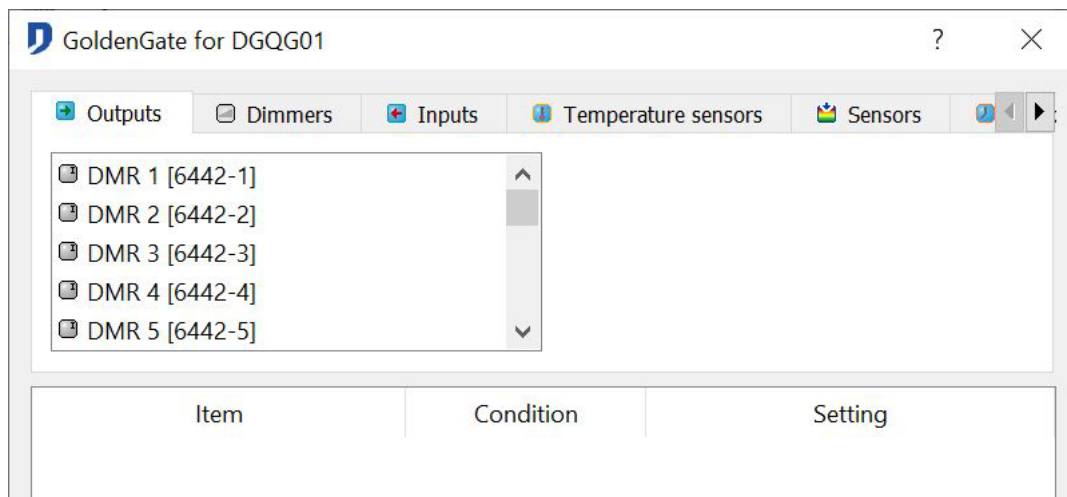 GoldenGate for DGQG01 ?
Outputs Dimmers Inputs Temperature sensors Sensors
DMR 1 [6442-1]
DMR 2 [6442-2]
DMR 3 [6442-3]
DMR 4 [6442-4]
DMR 5 [6442-5]
Item Condition Setting